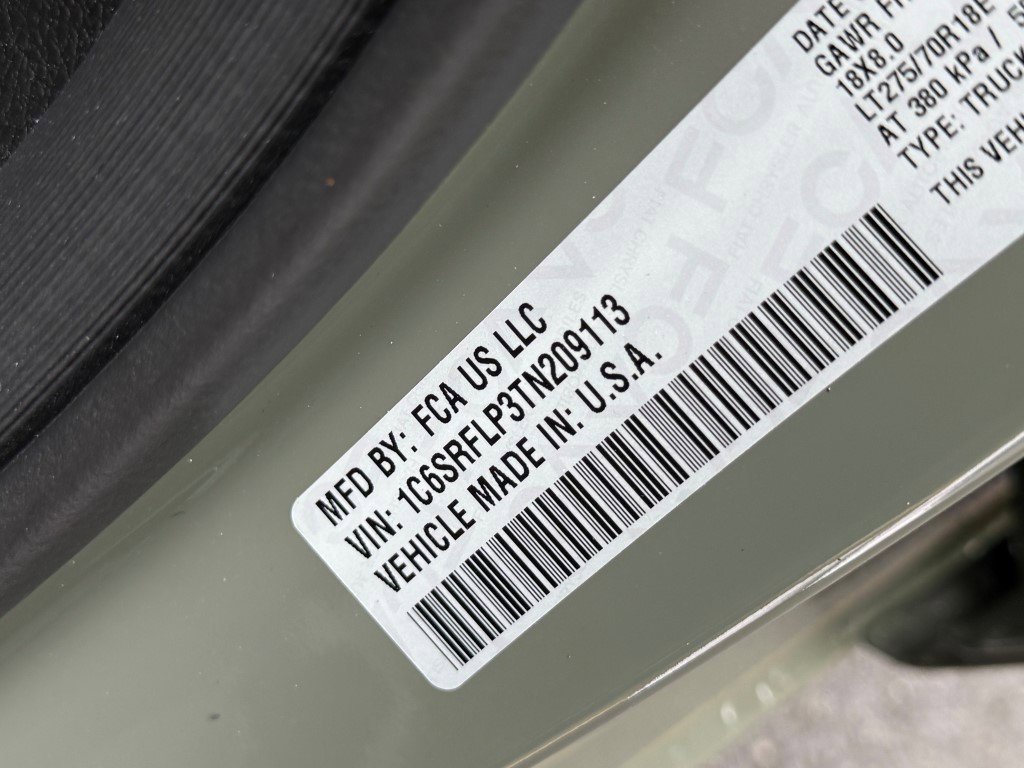 MFD BY: FCA US LLC
VIN: 1C6SRFLP3TN209113
VEHICLE MADE IN: U.S.A.
DATE
GAWR
18X8.0
LT275/70R18E
AT 380 kPa /
TYPE: TRUCK
THIS